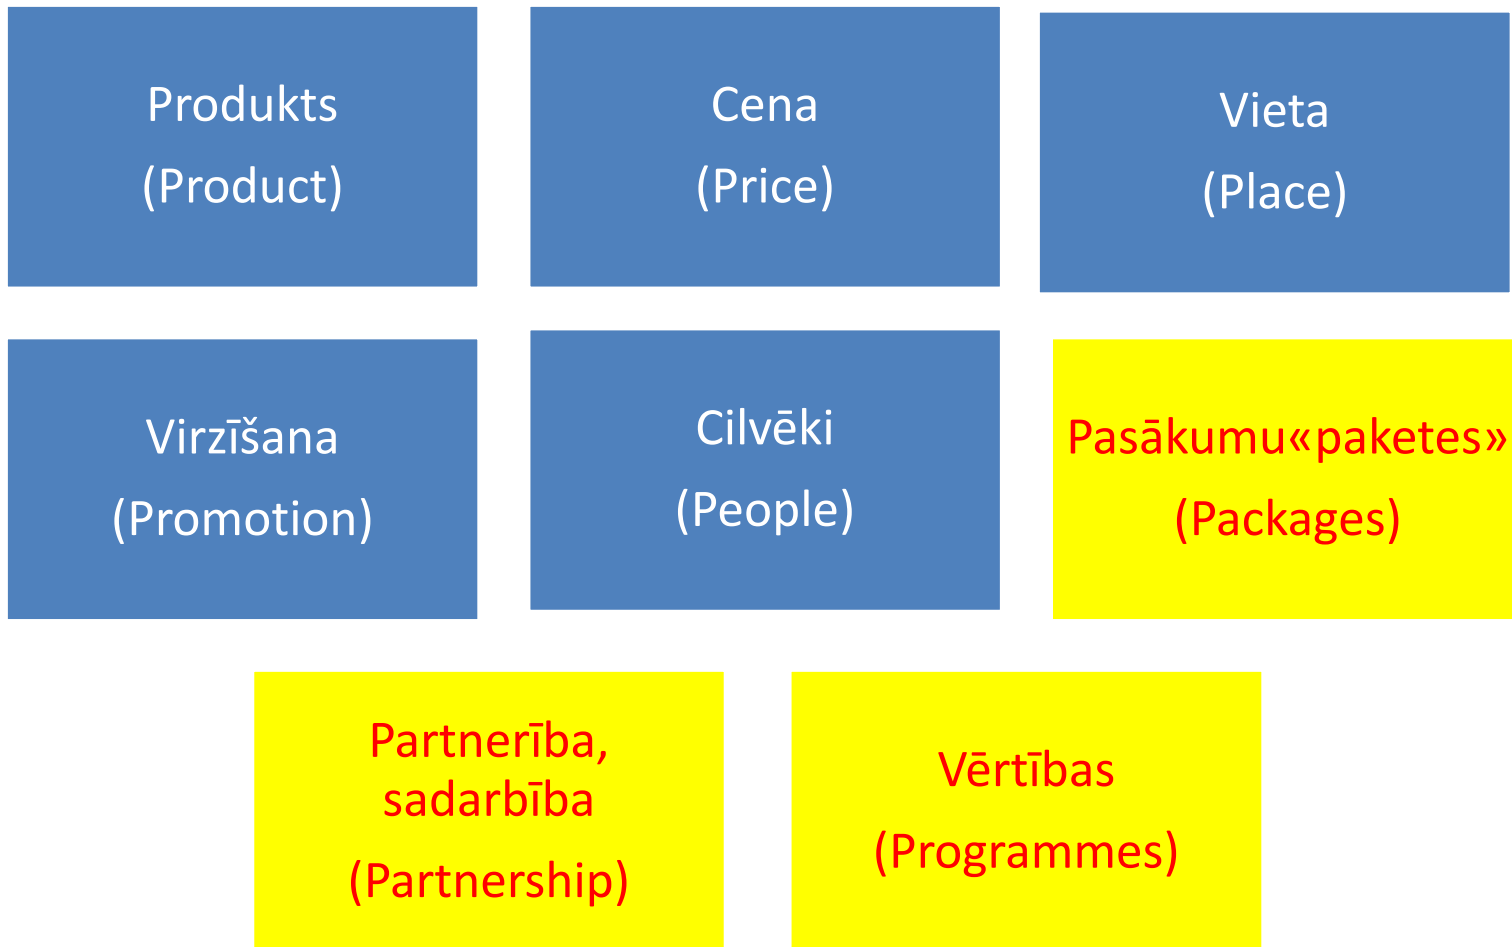 Produkts
(Product)
Cena
(Price)
Vieta
(Place)
Virzīšana
(Promotion)
Cilvēki
(People)
Pasākumu«paketes»
(Packages)
Partnerība,
sadarbība
(Partnership)
Vērtības
(Programmes)